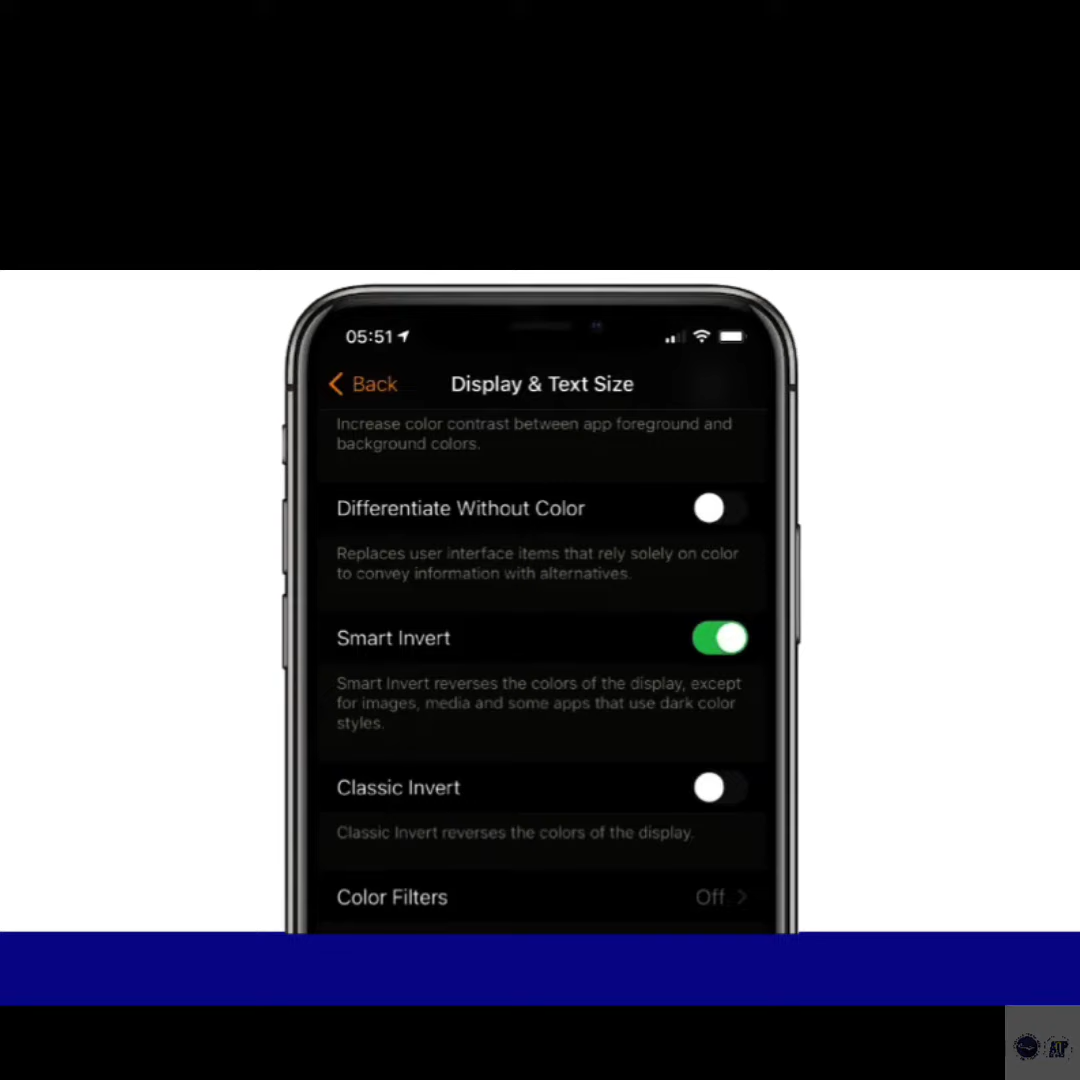 05:51
Back
Display & Text Size
Increase color contrast between app foreground and
background colors.
Differentiate Without Color
Replaces user interface items that rely solely on color
to convey information with alternatives.
Smart Invert
Smart Invert reverses the colors of the display, except
for images, media and some apps that use dark color
styles.
Classic Invert
Classic Invert reverses the colors of the display.
Color Filters
Off